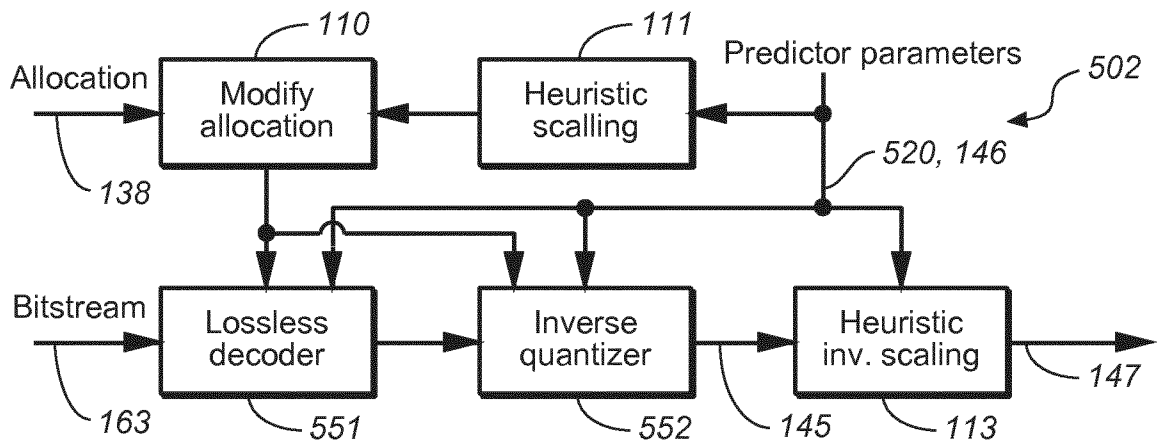 110
111
Predictor parameters
502
Allocation
Modify
allocation
Heuristic
scalling
138
520, 146
Bitstream
Lossless
decoder
Inverse
quantizer
Heuristic
inv. scaling
163
551
552
145
113
147